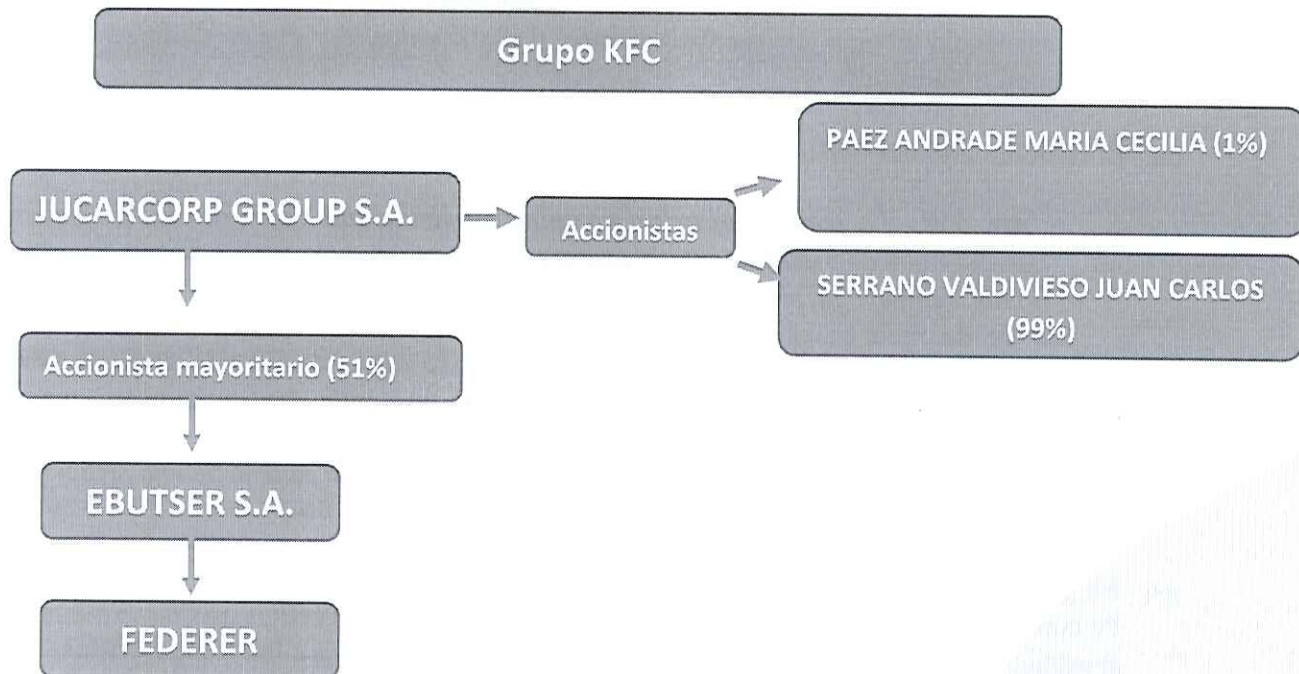 Grupo KFC
PAEZ ANDRADE MARIA CECILIA (1%)
JUCARCORP GROUP S.A.
Accionistas
SERRANO VALDIVIESO JUAN CARLOS
(99%)
Accionista mayoritario (51%)
EBUTSER S.A.
FEDERER